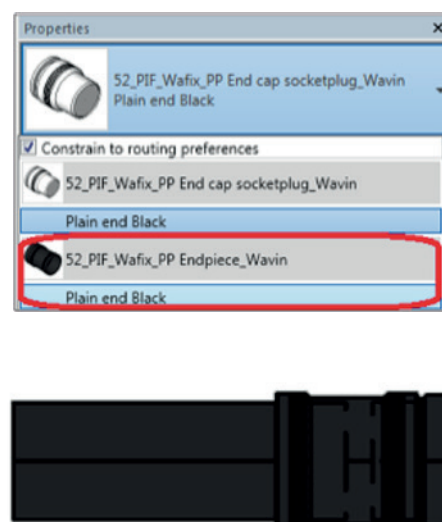 Properties
52_PIF_Wafix_PP End cap socketplug_Wavin
Plain end Black
Constrain to routing preferences
52_PIF_Wafix_PP End cap socketplug_Wavin
Plain end Black
52_PIF_Wafix_PP Endpiece_Wavin
Plain end Black